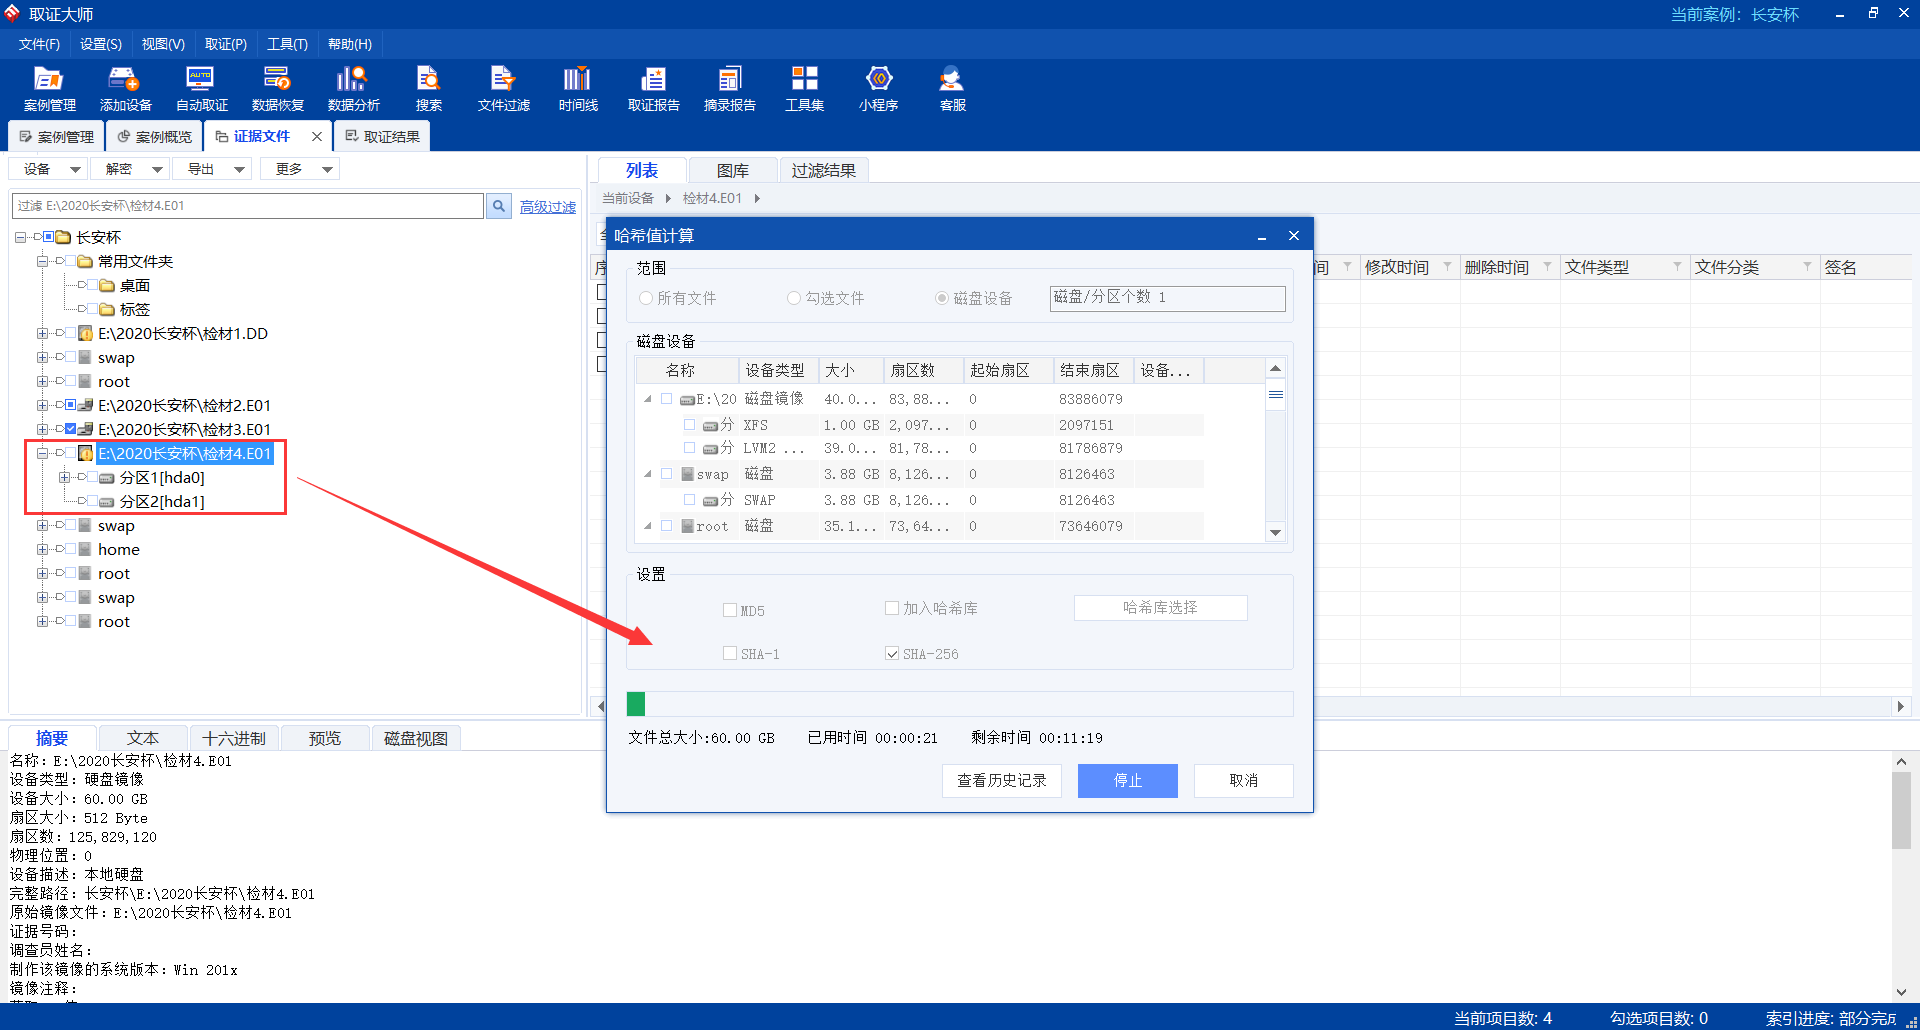 取证大师
当前案例：长安杯
文件(F) 设置(S) 视图(V) 取证(P) 工具(T) 帮助(H)
案例管理 添加设备 自动取证 数据恢复 数据分析 搜索 文件过滤 时间线 取证报告 摘录报告 工具集 小程序 客服
AUTO
案例管理 案例概览 证据文件 取证结果
设备 解密 导出 更多
过滤 E:\2020长安杯\检材4.E01
高级过滤
长安杯
常用文件夹
桌面
标签
E:\2020长安杯\检材1.DD
swap
root
E:\2020长安杯\检材2.E01
E:\2020长安杯\检材3.E01
E:\2020长安杯\检材4.E01
分区1[hda0]
分区2[hda1]
swap
home
root
swap
root
列表 图库 过滤结果
当前设备 检材4.E01
序
间 修改时间 删除时间 文件类型 文件分类 签名
哈希值计算
范围
所有文件 勾选文件 磁盘设备 磁盘/分区个数 1
磁盘设备
名称 设备类型 大小 扇区数 起始扇区 结束扇区 设备...
E:\20 磁盘镜像 40.0... 83,88... 0 83886079
分 XFS 1.00 GB 2,097... 0 2097151
分 LVM2 ... 39.0... 81,78... 0 81786879
swap 磁盘 3.88 GB 8,126... 0 8126463
分 SWAP 3.88 GB 8,126... 0 8126463
root 磁盘 35.1... 73,64... 0 73646079
设置
MD5 加入哈希库 哈希库选择
SHA-1 SHA-256
文件总大小:60.00 GB 已用时间 00:00:21 剩余时间 00:11:19
查看历史记录 停止 取消
摘要 文本 十六进制 预览 磁盘视图
名称：E:\2020长安杯\检材4.E01
设备类型：硬盘镜像
设备大小：60.00 GB
扇区大小：512 Byte
扇区数：125,829,120
物理位置：0
设备描述：本地硬盘
完整路径：长安杯\E:\2020长安杯\检材4.E01
原始镜像文件：E:\2020长安杯\检材4.E01
证据号码：
调查员姓名：
制作该镜像的系统版本：Win 201x
镜像注释：
当前项目数: 4 勾选项目数: 0 索引进度: 部分完成